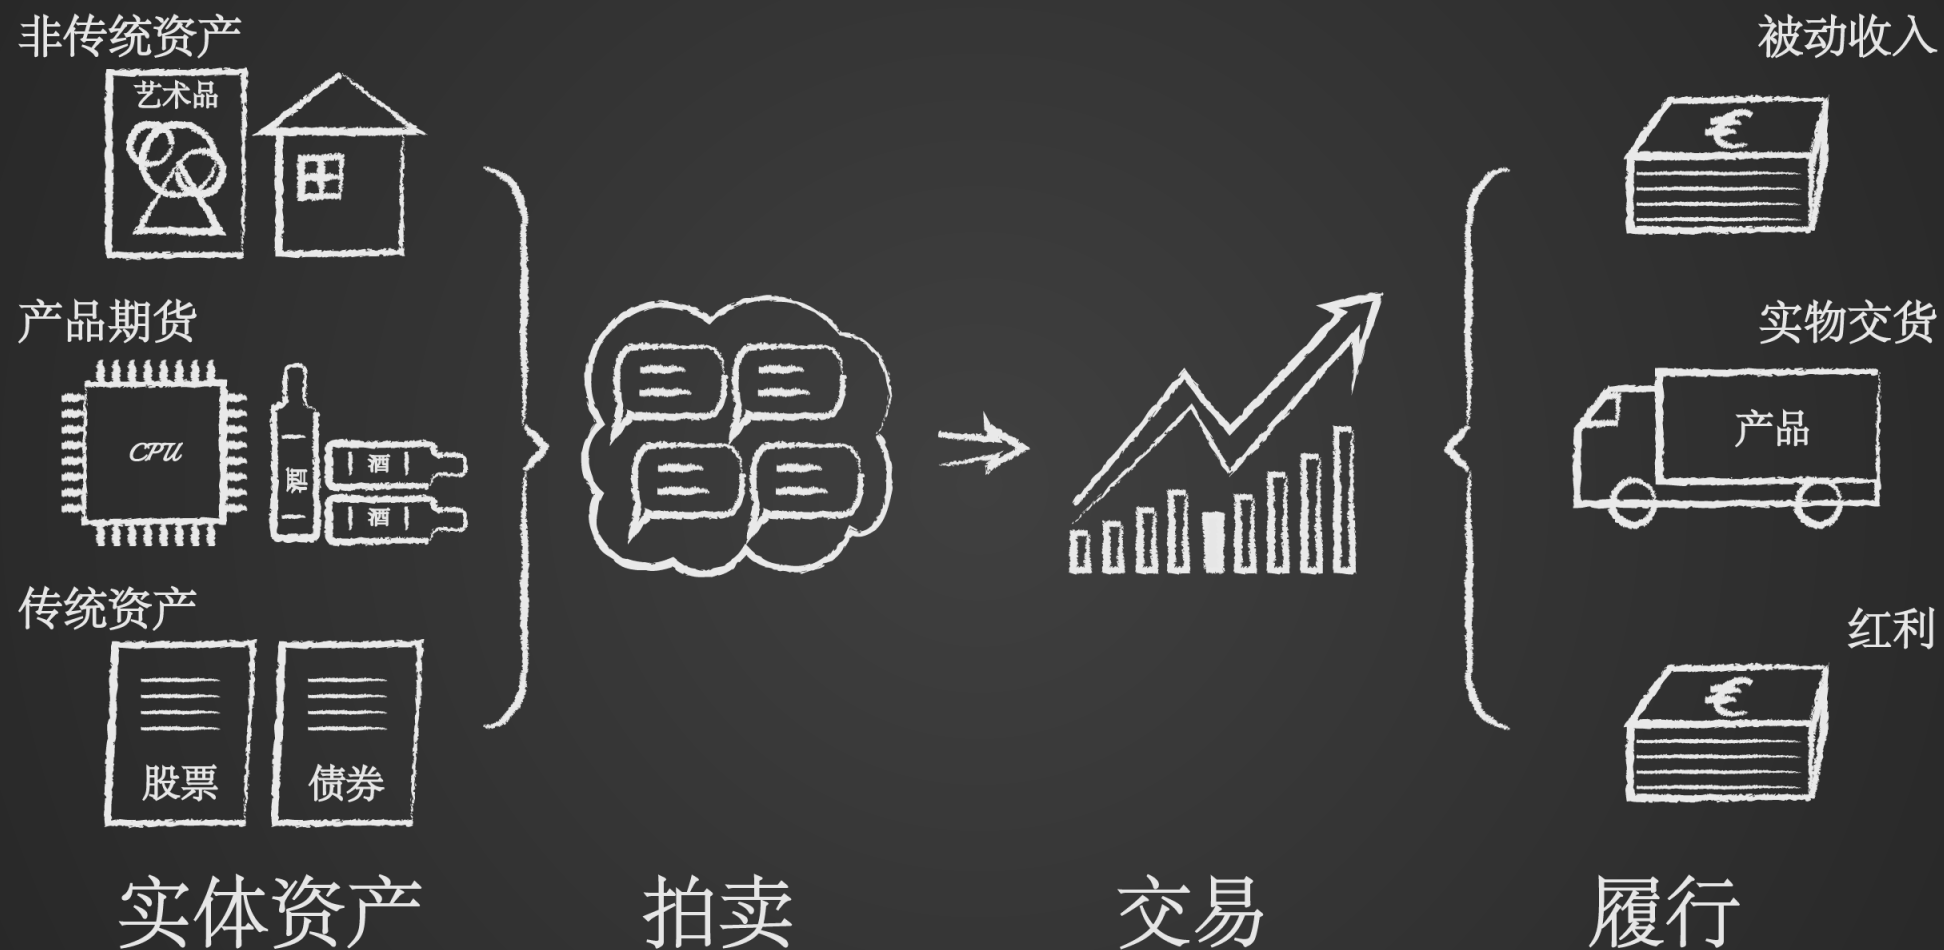 非传统资产
艺术品
产品期货
CPU
酒
酒
酒
传统资产
股票
债券
实体资产
拍卖
交易
被动收入
€
实物交货
产品
红利
€
履行